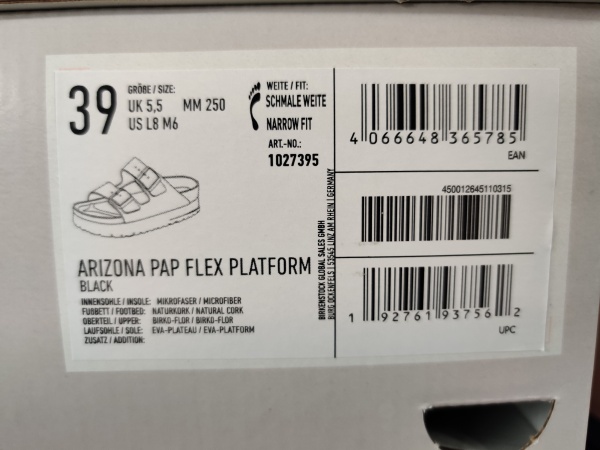 39
GRÖßE / SIZE:
UK 5,5 MM 250
US L8 M6
WEITE / FIT:
SCHMALE WEITE
NARROW FIT
ART.-NO.:
1027395
ARIZONA PAP FLEX PLATFORM
BLACK
INNENSOHLE / INSOLE: MIKROFASER / MICROFIBER
FUßBETT / FOOTBED: NATURKORK / NATURAL CORK
OBERTEIL / UPPER: BIRKO-FLOR / BIRKO-FLOR
LAUFSOHLE / SOLE: EVA-PLATEAU / EVA-PLATFORM
ZUSATZ / ADDITION:
BIRKENSTOCK GLOBAL SALES GMBH
BURG OCKENFELS | 53545 LINZ AM RHEIN | GERMANY
4 066648 365785
EAN
450012645110315
1 92761 93756 2
UPC